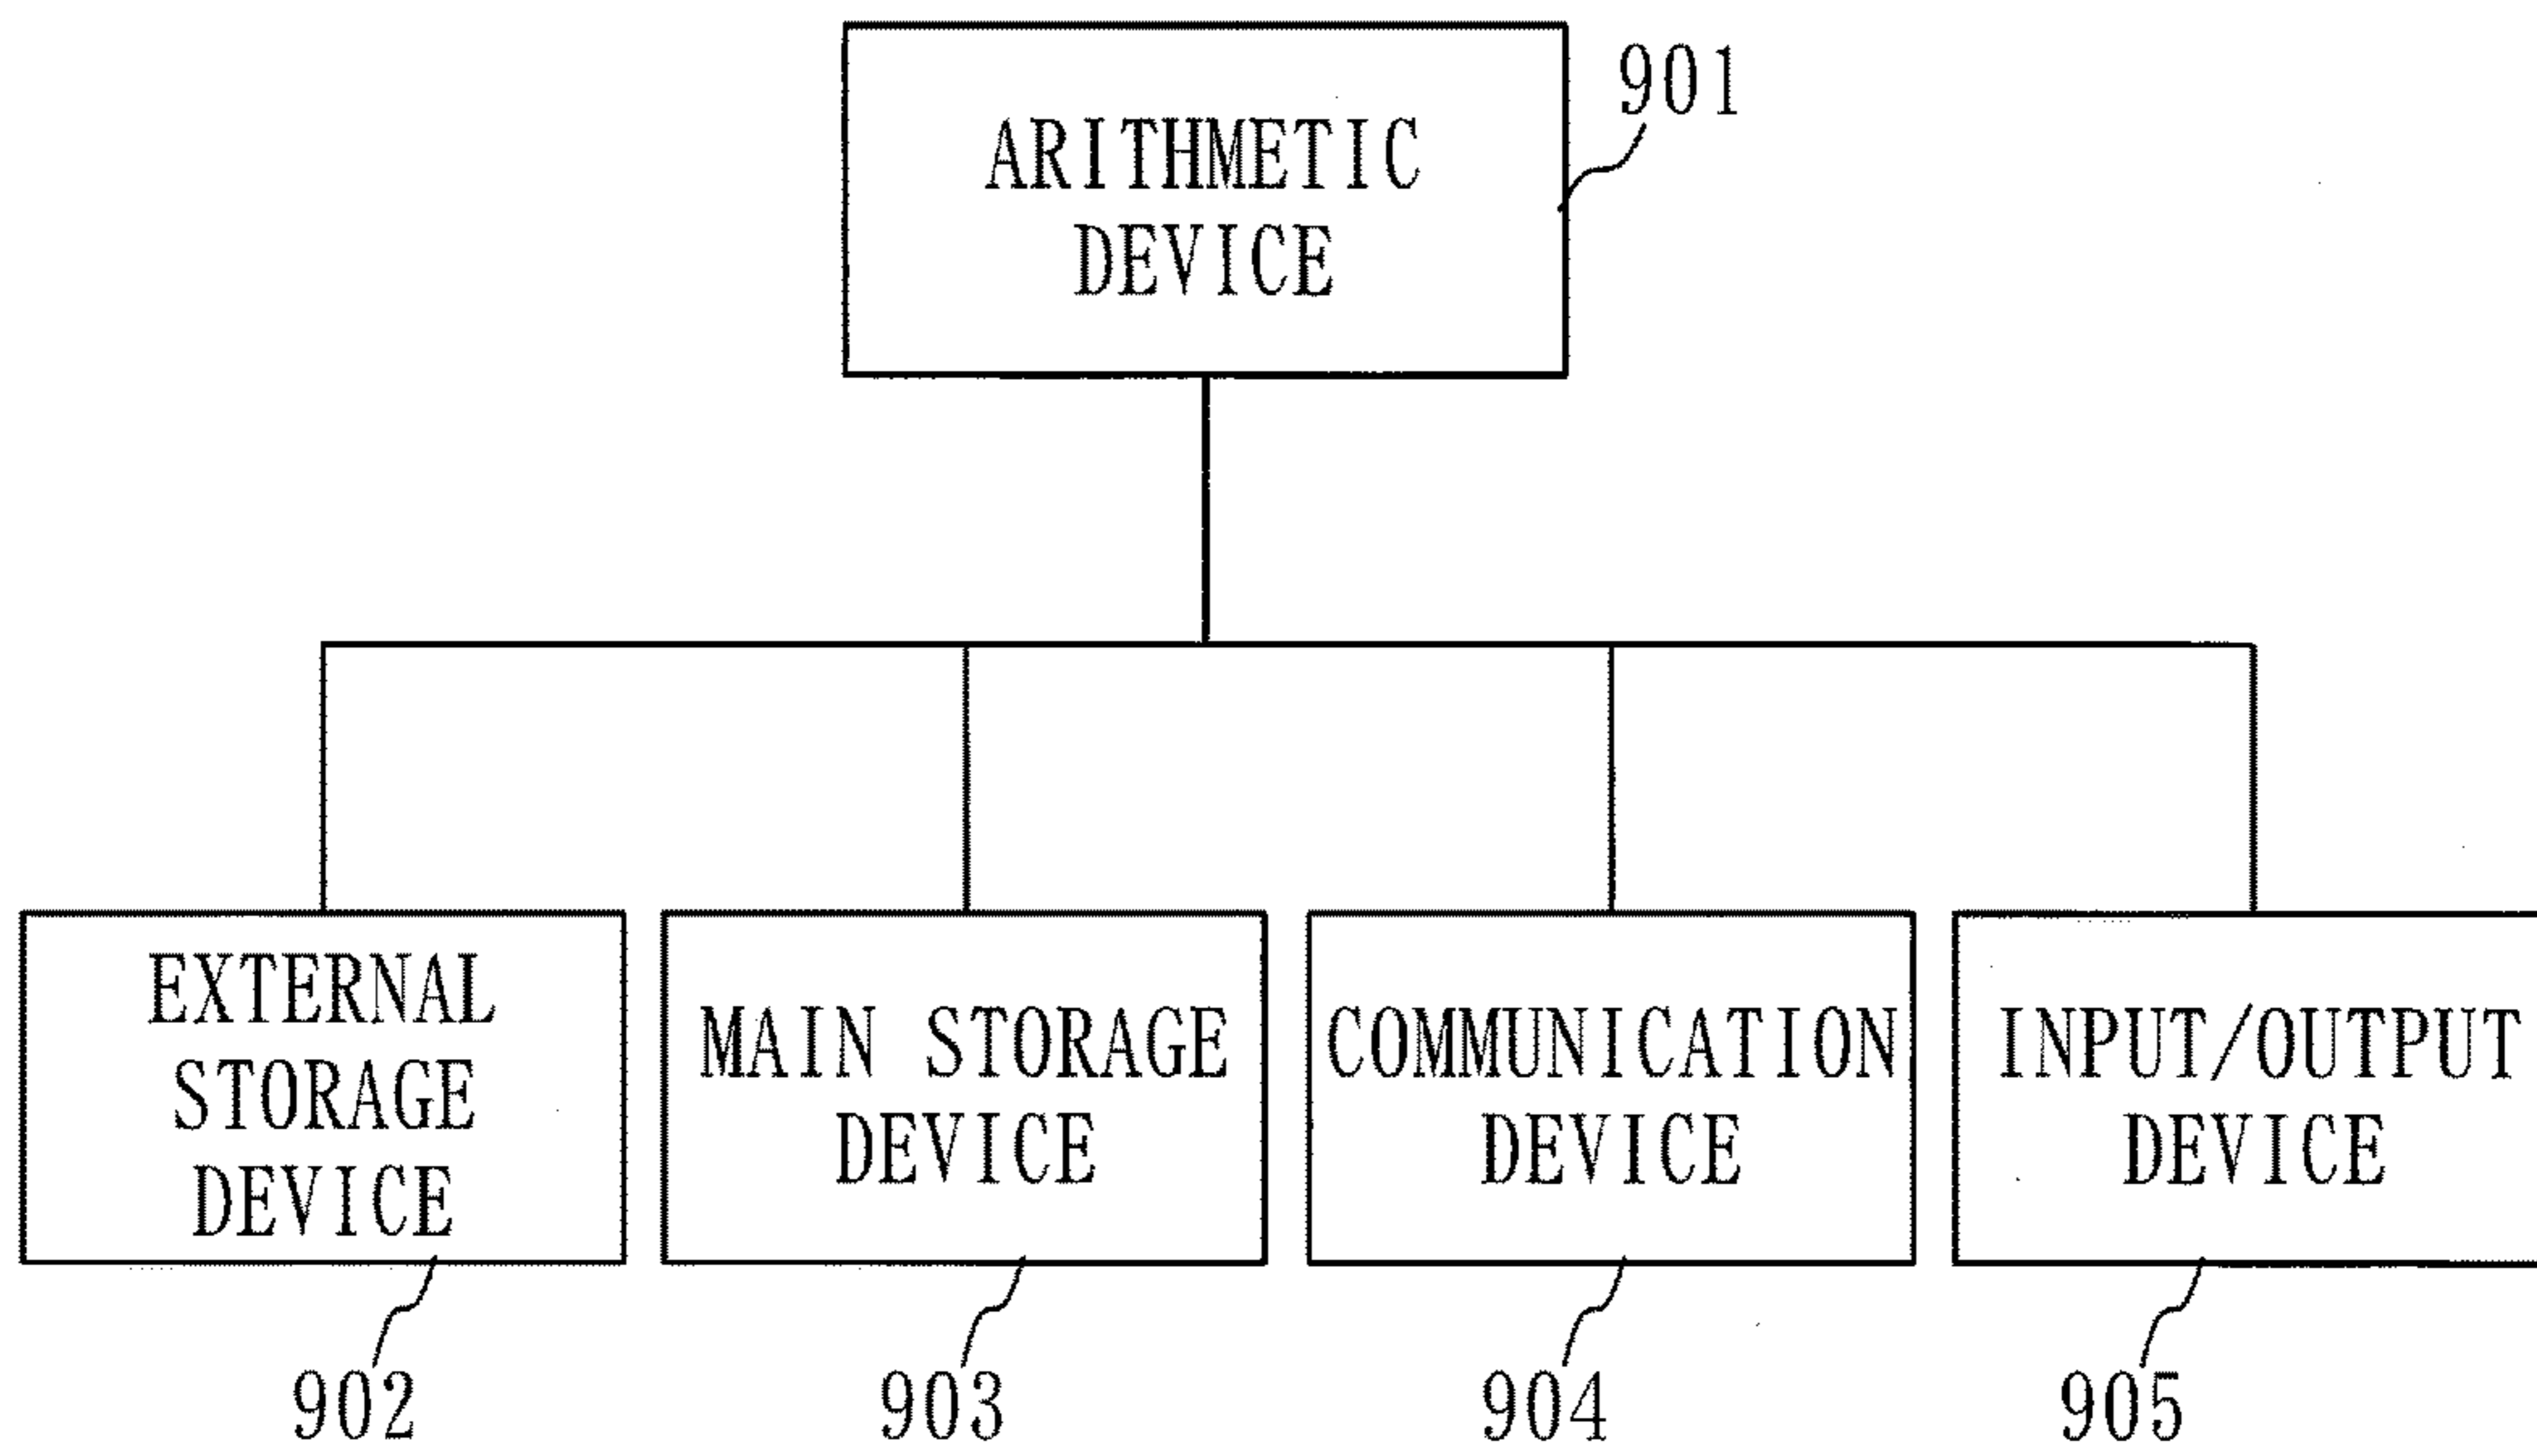 901
ARITHMETIC
DEVICE
EXTERNAL
STORAGE
DEVICE
MAIN STORAGE
DEVICE
COMMUNICATION
DEVICE
INPUT/OUTPUT
DEVICE
902
903
904
905